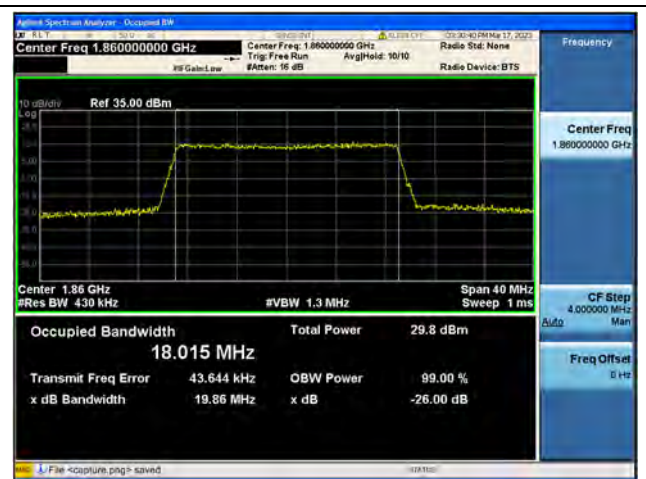 Agilent Spectrum Analyzer - Occupied BW
Center Freq 1.860000000 GHz
Center Freq: 1.860000000 GHz
Radio Std: None
Trig: Free Run
Avg|Hold: 10/10
#IFGain:Low
#Atten: 16 dB
Radio Device: BTS
Frequency
10 dB/div
Ref 35.00 dBm
Log
Center Freq
1.860000000 GHz
Center 1.86 GHz
Span 40 MHz
#Res BW 430 kHz
#VBW 1.3 MHz
Sweep 1 ms
CF Step
4.000000 MHz
Auto Man
Occupied Bandwidth
Total Power 29.8 dBm
18.015 MHz
Freq Offset
0 Hz
Transmit Freq Error 43.644 kHz
OBW Power 99.00 %
x dB Bandwidth 19.86 MHz
x dB -26.00 dB
File <capture.png> saved
STATUS